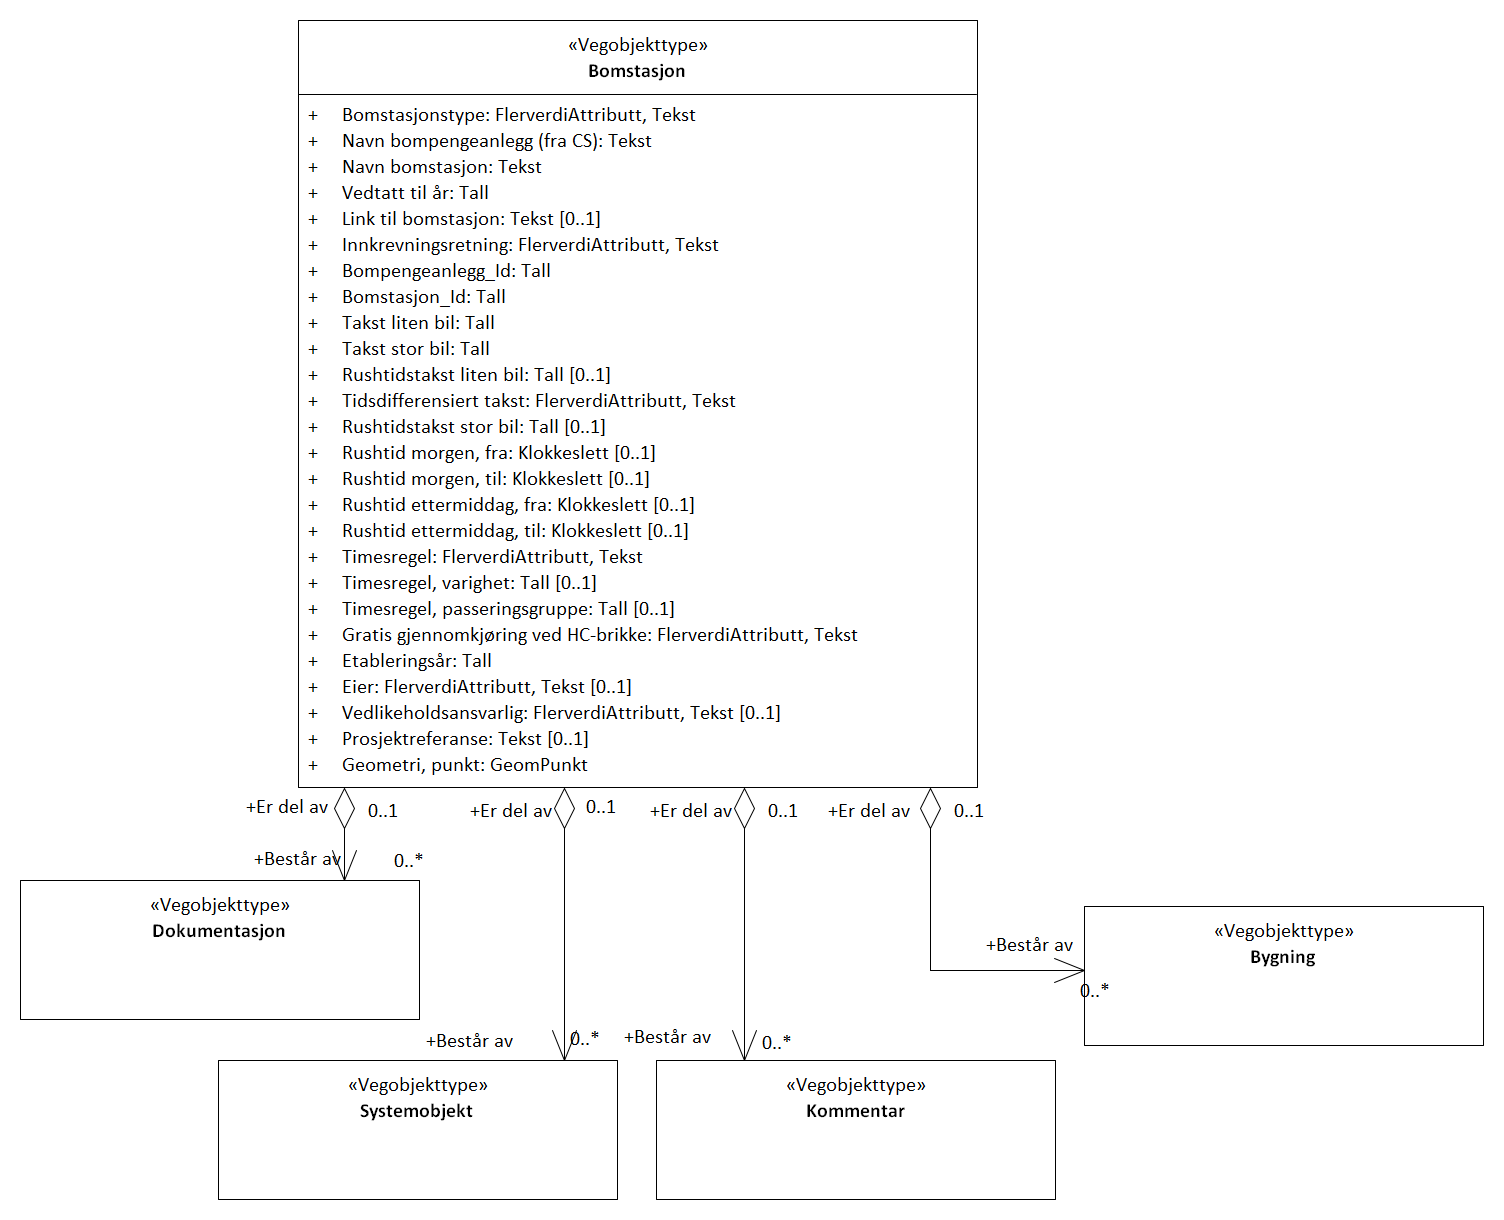 «Vegobjekttype»
Bomstasjon
+ Bomstasjonstype: FlerverdiAttributt, Tekst
+ Navn bompengeanlegg (fra CS): Tekst
+ Navn bomstasjon: Tekst
+ Vedtatt til år: Tall
+ Link til bomstasjon: Tekst [0..1]
+ Innkrevningsretning: FlerverdiAttributt, Tekst
+ Bompengeanlegg_Id: Tall
+ Bomstasjon_Id: Tall
+ Takst liten bil: Tall
+ Takst stor bil: Tall
+ Rushtidstakst liten bil: Tall [0..1]
+ Tidsdifferensiert takst: FlerverdiAttributt, Tekst
+ Rushtidstakst stor bil: Tall [0..1]
+ Rushtid morgen, fra: Klokkeslett [0..1]
+ Rushtid morgen, til: Klokkeslett [0..1]
+ Rushtid ettermiddag, fra: Klokkeslett [0..1]
+ Rushtid ettermiddag, til: Klokkeslett [0..1]
+ Timesregel: FlerverdiAttributt, Tekst
+ Timesregel, varighet: Tall [0..1]
+ Timesregel, passeringsgruppe: Tall [0..1]
+ Gratis gjennomkjøring ved HC-brikke: FlerverdiAttributt, Tekst
+ Etableringsår: Tall
+ Eier: FlerverdiAttributt, Tekst [0..1]
+ Vedlikeholdsansvarlig: FlerverdiAttributt, Tekst [0..1]
+ Prosjektreferanse: Tekst [0..1]
+ Geometri, punkt: GeomPunkt
+Er del av 0..1 +Er del av 0..1 +Er del av 0..1 +Er del av 0..1
+Består av 0..*
«Vegobjekttype»
Dokumentasjon
+Består av
0..*
«Vegobjekttype»
Bygning
+Består av 0..* +Består av 0..*
«Vegobjekttype»
Systemobjekt
«Vegobjekttype»
Kommentar